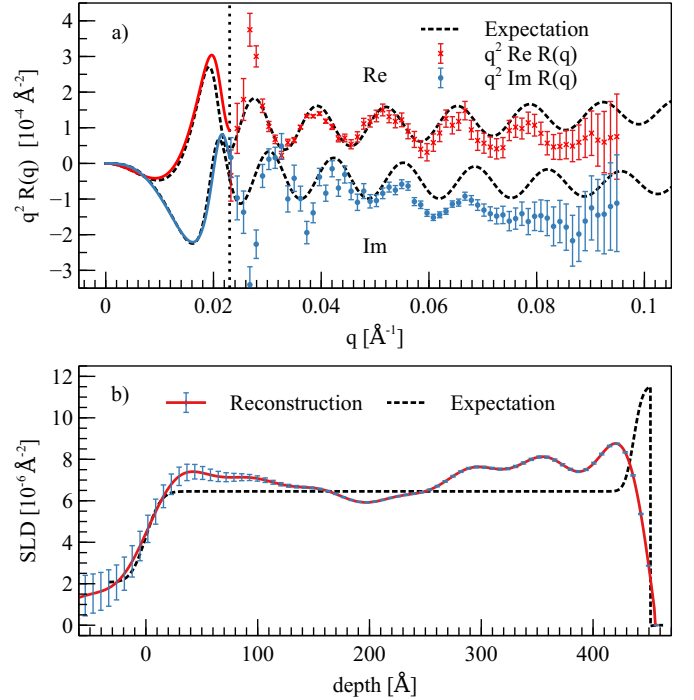 a)
Expectation
q² Re R(q)
q² Im R(q)
Re
Im
q² R(q) [10⁻⁴ Å⁻²]
4
3
2
1
0
−1
−2
−3
0 0.02 0.04 0.06 0.08 0.1
q [Å⁻¹]
b)
Reconstruction Expectation
SLD [10⁻⁶ Å⁻²]
12
10
8
6
4
2
0
0 100 200 300 400
depth [Å]